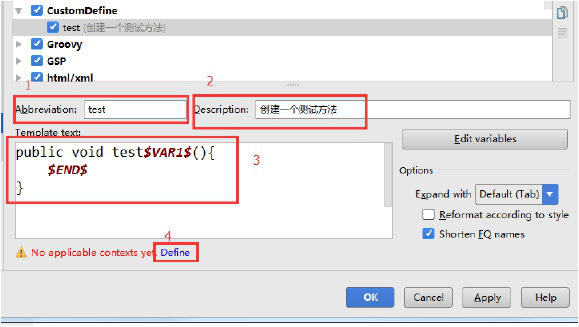 CustomDefine
test (创建一个测试方法)
Groovy
GSP
html/xml
1
2
Abbreviation: test Description: 创建一个测试方法
Template text:
public void test$VAR1$(){
$END$
}
3
Edit variables
Options
Expand with Default (Tab)
Reformat according to style
Shorten FQ names
4
No applicable contexts yet. Define
OK Cancel Apply Help